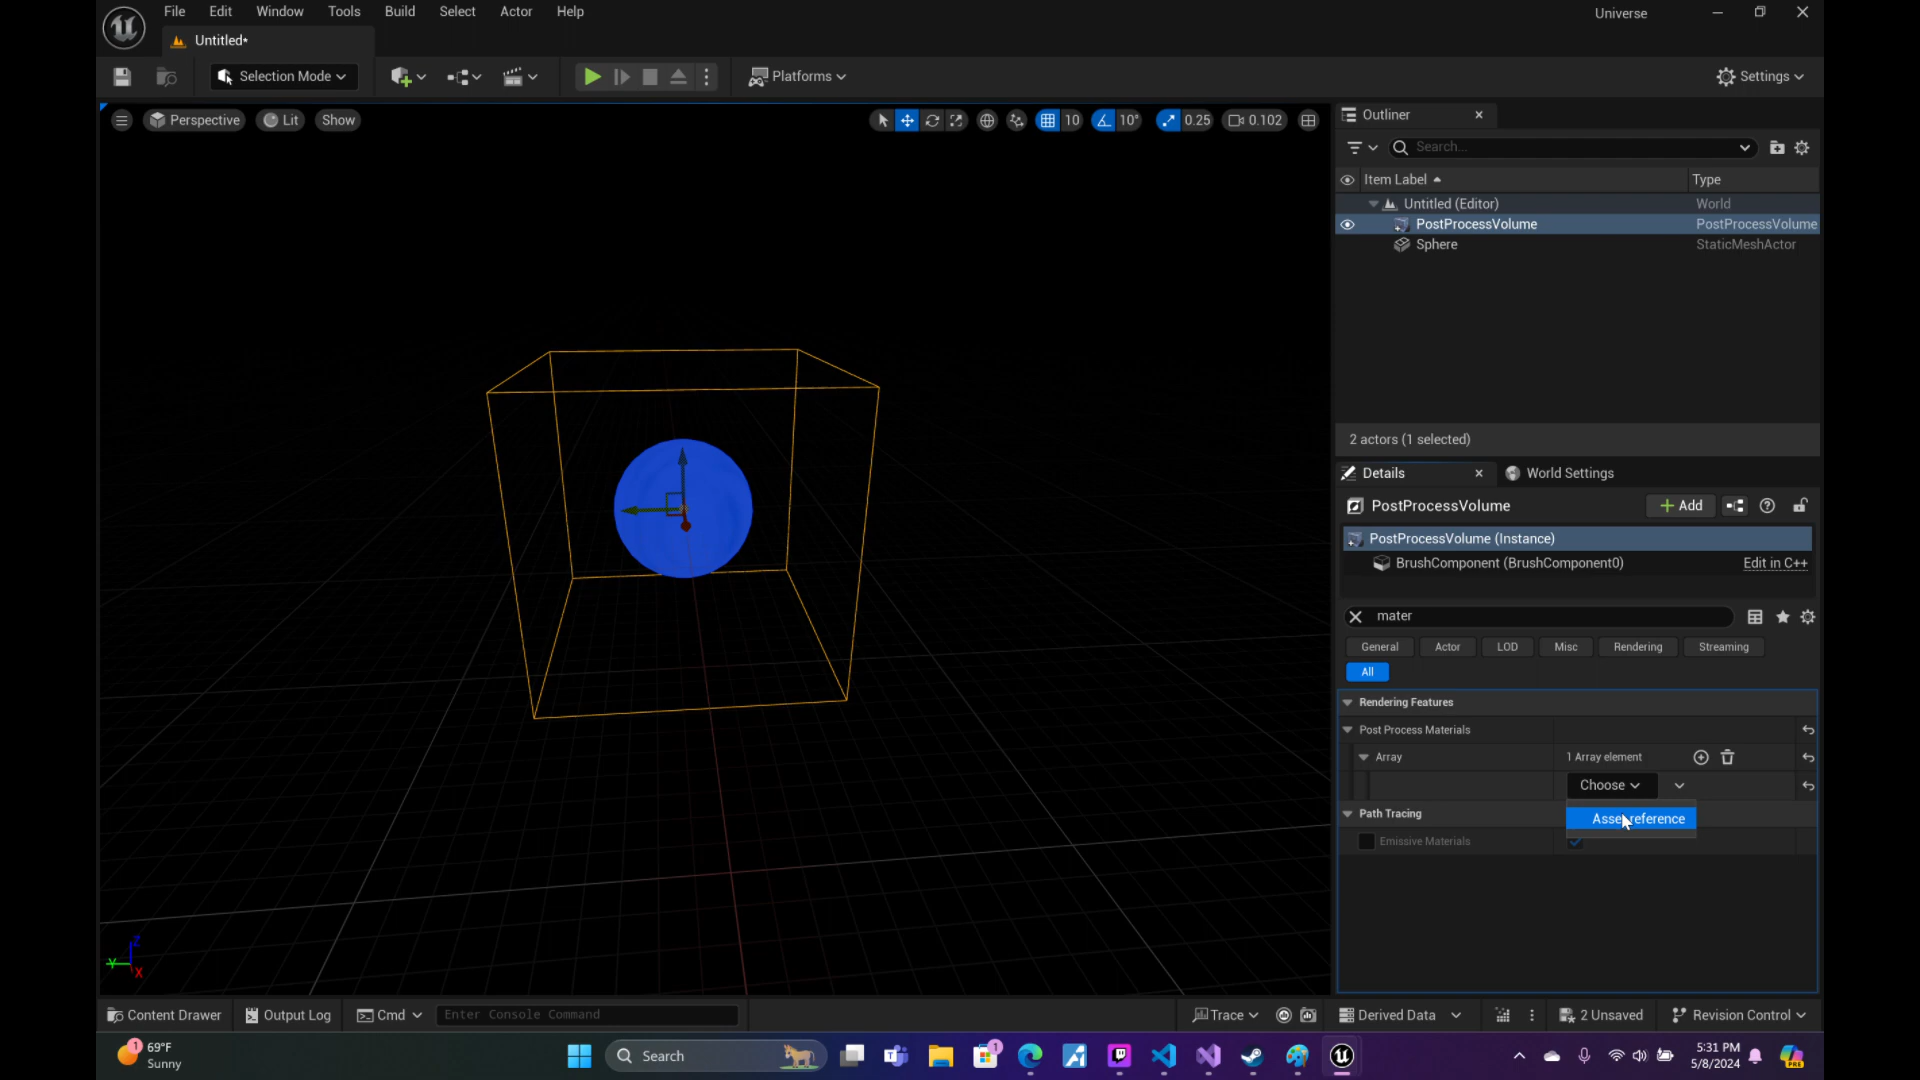 File Edit Window Tools Build Select Actor Help
Universe
Untitled*
Selection Mode
Platforms
Settings
Perspective Lit Show
10 10° 0.25 0.102
Outliner
Search...
Item Label Type
Untitled (Editor) World
PostProcessVolume PostProcessVolume
Sphere StaticMeshActor
2 actors (1 selected)
Details World Settings
PostProcessVolume
Add
PostProcessVolume (Instance)
BrushComponent (BrushComponent0) Edit in C++
mater
General Actor LOD Misc Rendering Streaming
All
Rendering Features
Post Process Materials
Array 1 Array element
Choose
Path Tracing
Asset reference
Emissive Materials
Z
Y
X
Content Drawer Output Log Cmd Enter Console Command
Trace Derived Data 2 Unsaved Revision Control
1
69°F
Sunny
Search
1
5:31 PM
5/8/2024
PRE